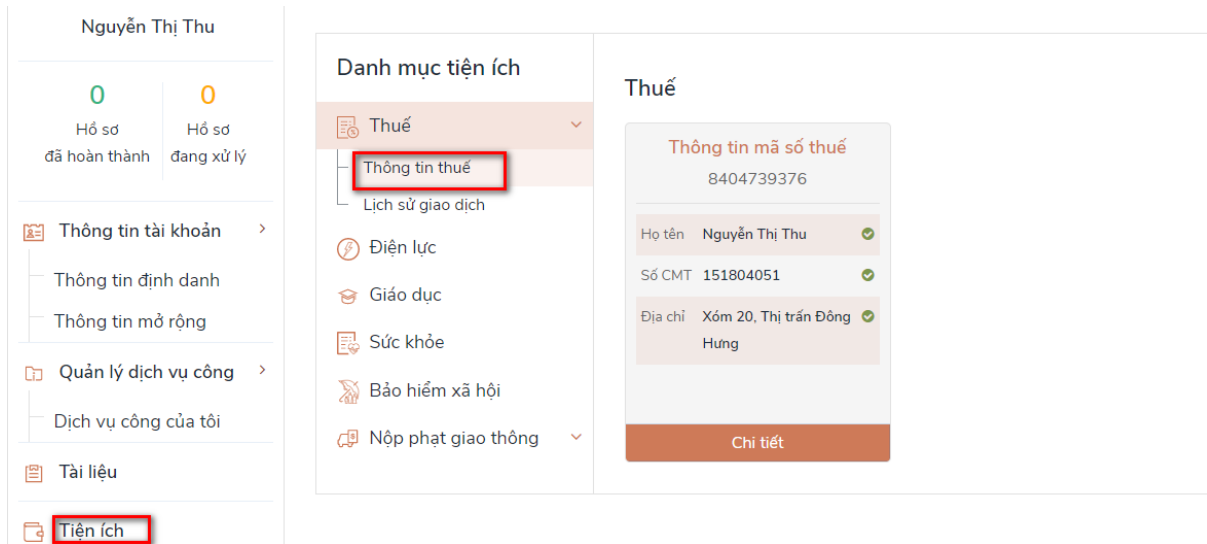 Nguyễn Thị Thu
0
Hồ sơ
đã hoàn thành
0
Hồ sơ
đang xử lý
Thông tin tài khoản
Thông tin định danh
Thông tin mở rộng
Quản lý dịch vụ công
Dịch vụ công của tôi
Tài liệu
Tiện ích
Danh mục tiện ích
Thuế
Thông tin thuế
Lịch sử giao dịch
Điện lực
Giáo dục
Sức khỏe
Bảo hiểm xã hội
Nộp phạt giao thông
Thuế
Thông tin mã số thuế
8404739376
Họ tên Nguyễn Thị Thu
Số CMT 151804051
Địa chỉ Xóm 20, Thị trấn Đông
Hưng
Chi tiết